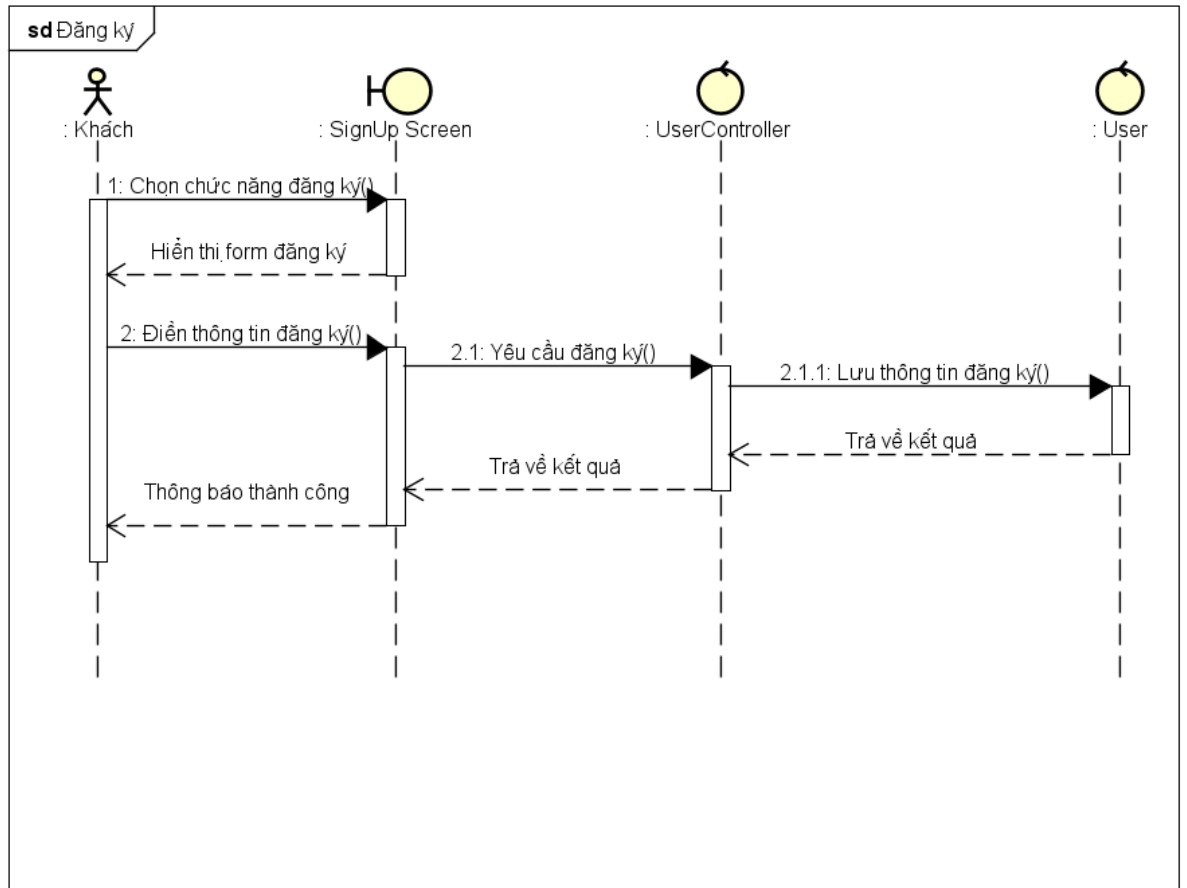 sd Đăng ký
: Khách
: SignUp Screen
: UserController
: User
1: Chọn chức năng đăng ký()
Hiển thị form đăng ký
2: Điền thông tin đăng ký()
2.1: Yêu cầu đăng ký()
2.1.1: Lưu thông tin đăng ký()
Trả về kết quả
Trả về kết quả
Thông báo thành công